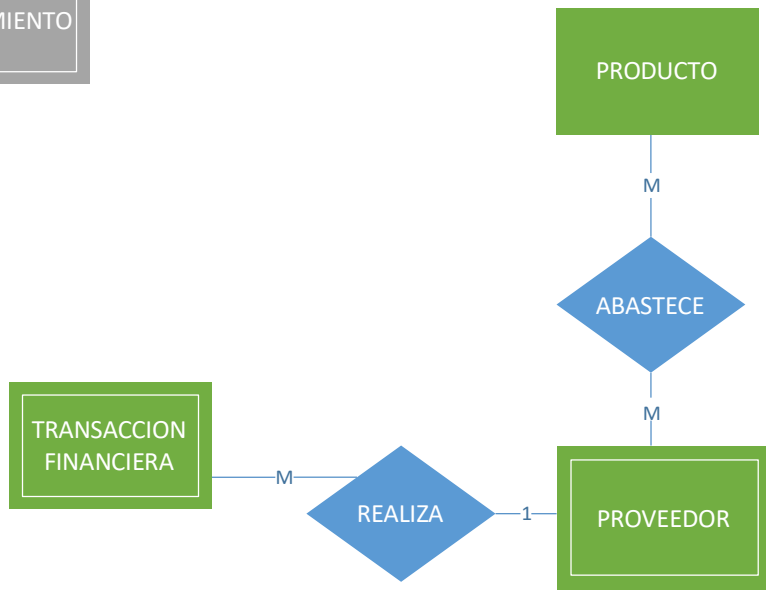 MIENTO
PRODUCTO
M
ABASTECE
M
TRANSACCION
FINANCIERA
M
REALIZA
1
PROVEEDOR